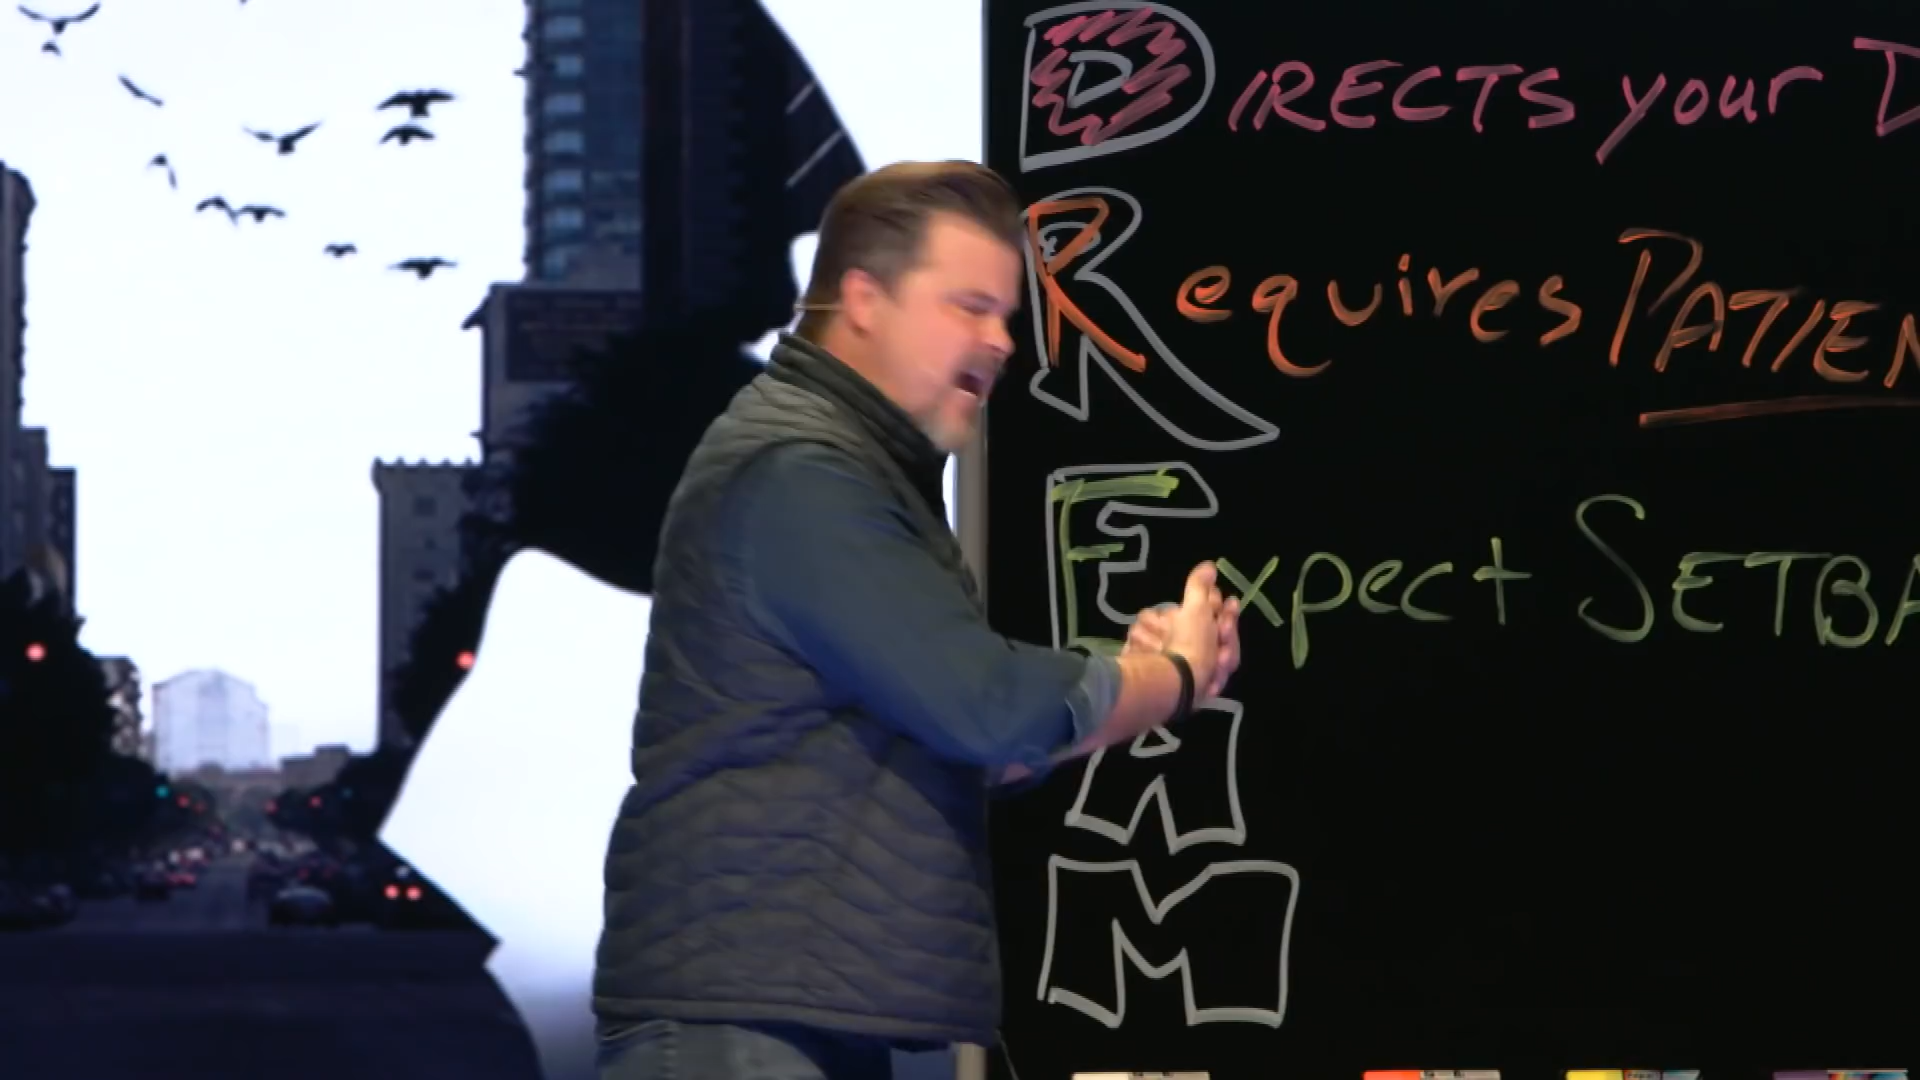 DIRECTS your D
Requires PATIEN
Expect SETBA
A
M